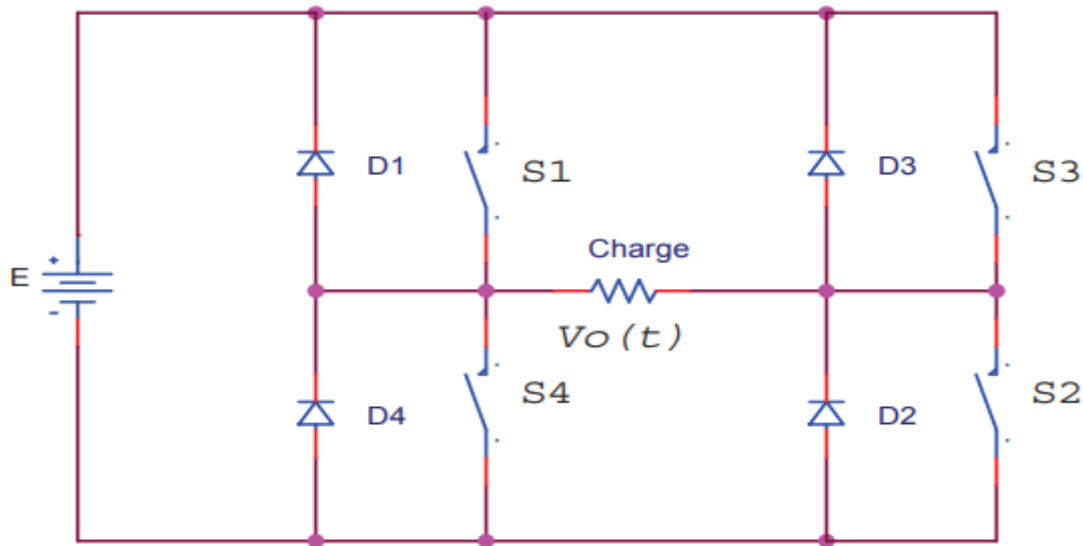 D1
S1
D3
S3
Charge
+
E
-
Vo(t)
D4
S4
D2
S2